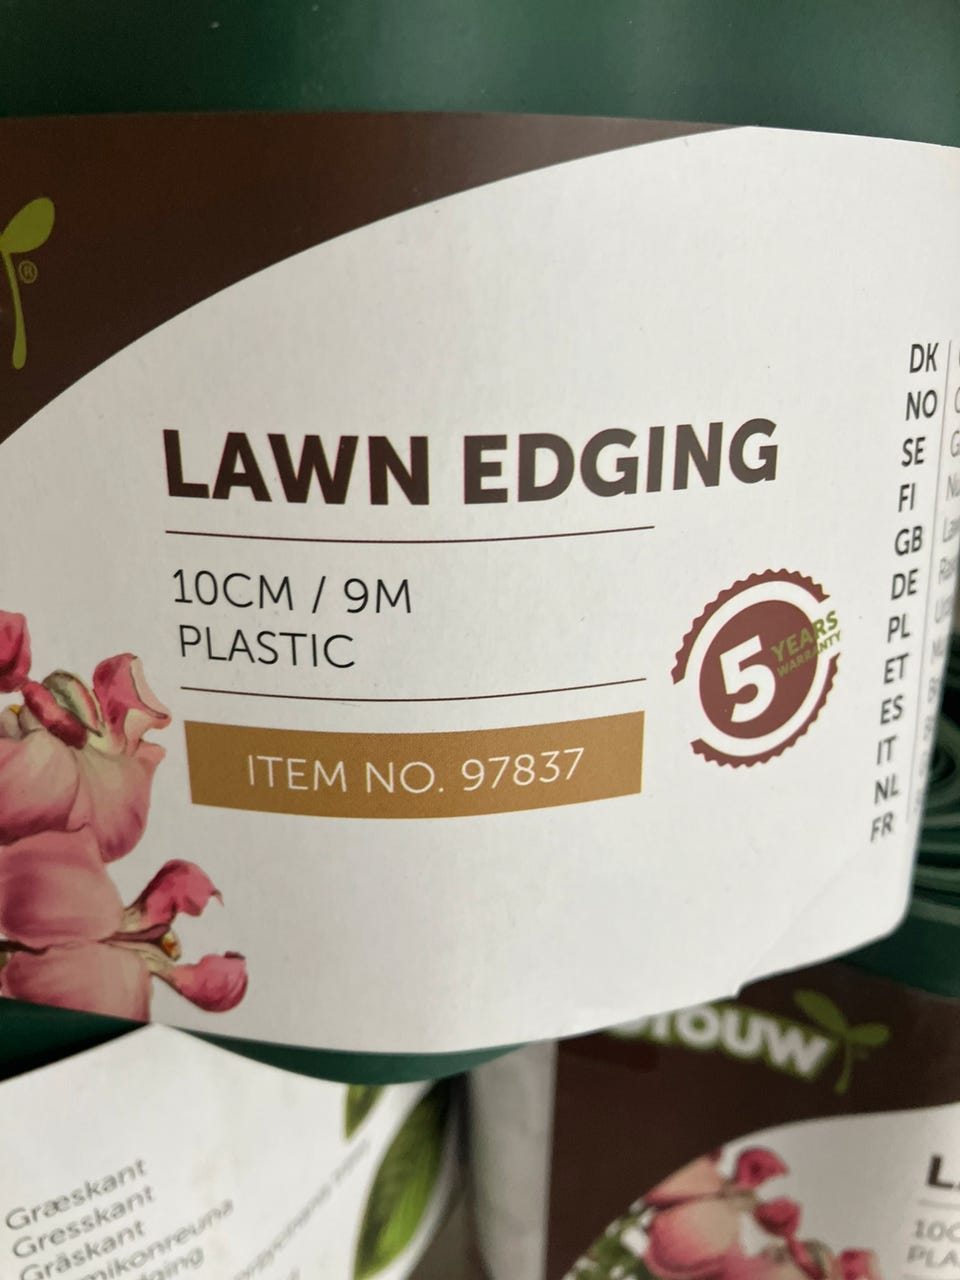 ®
LAWN EDGING
10CM / 9M
PLASTIC
ITEM NO. 97837
5 YEARS
WARRANTY
DK
NO
SE
FI
GB
DE
PL
ET
ES
IT
NL
FR
Græskant
Gresskant
Gräskant